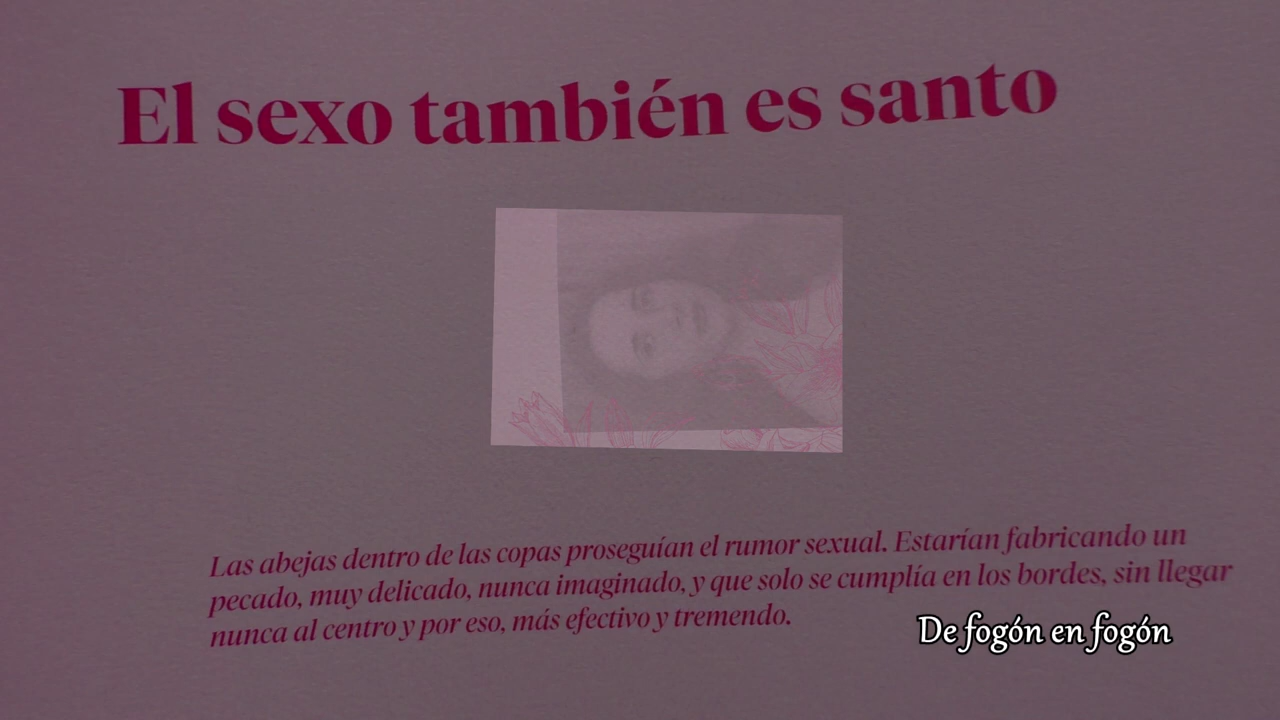 El sexo también es santo
Las abejas dentro de las copas proseguían el rumor sexual. Estarían fabricando un
pecado, muy delicado, nunca imaginado, y que solo se cumplía en los bordes, sin llegar
nunca al centro y por eso, más efectivo y tremendo.
De fogón en fogón